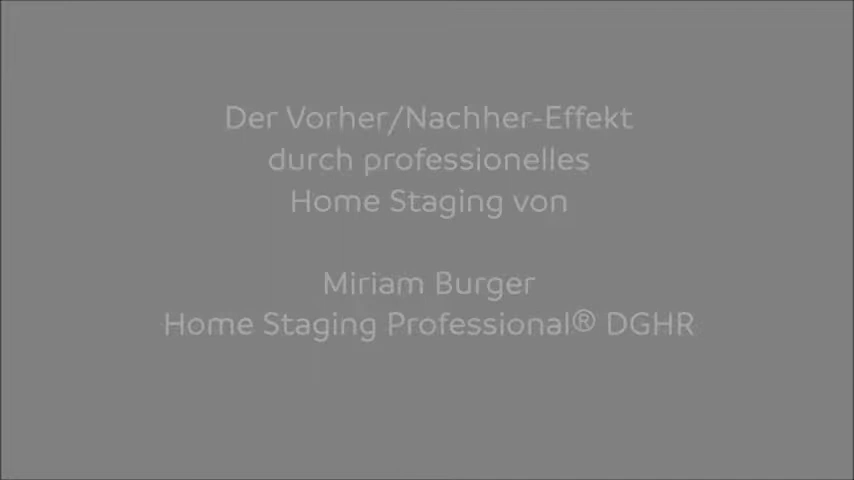 Der Vorher/Nachher-Effekt
durch professionelles
Home Staging von
Miriam Burger
Home Staging Professional® DGHR